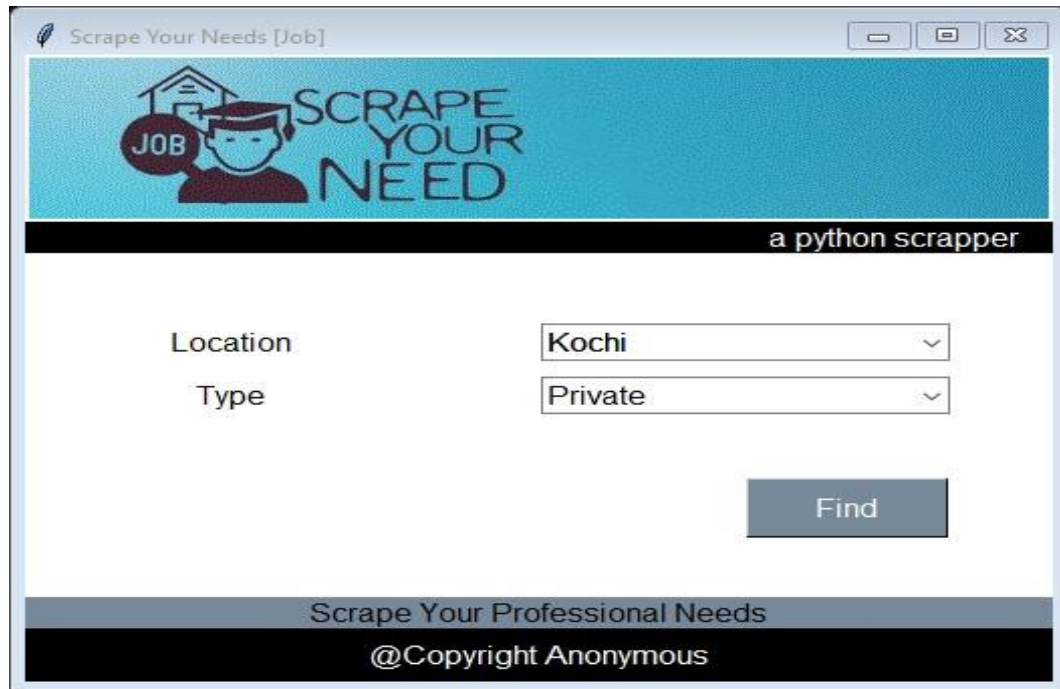 Scrape Your Needs [Job]
JOB
SCRAPE
YOUR
NEED
a python scrapper
Location
Kochi
Type
Private
Find
Scrape Your Professional Needs
@Copyright Anonymous